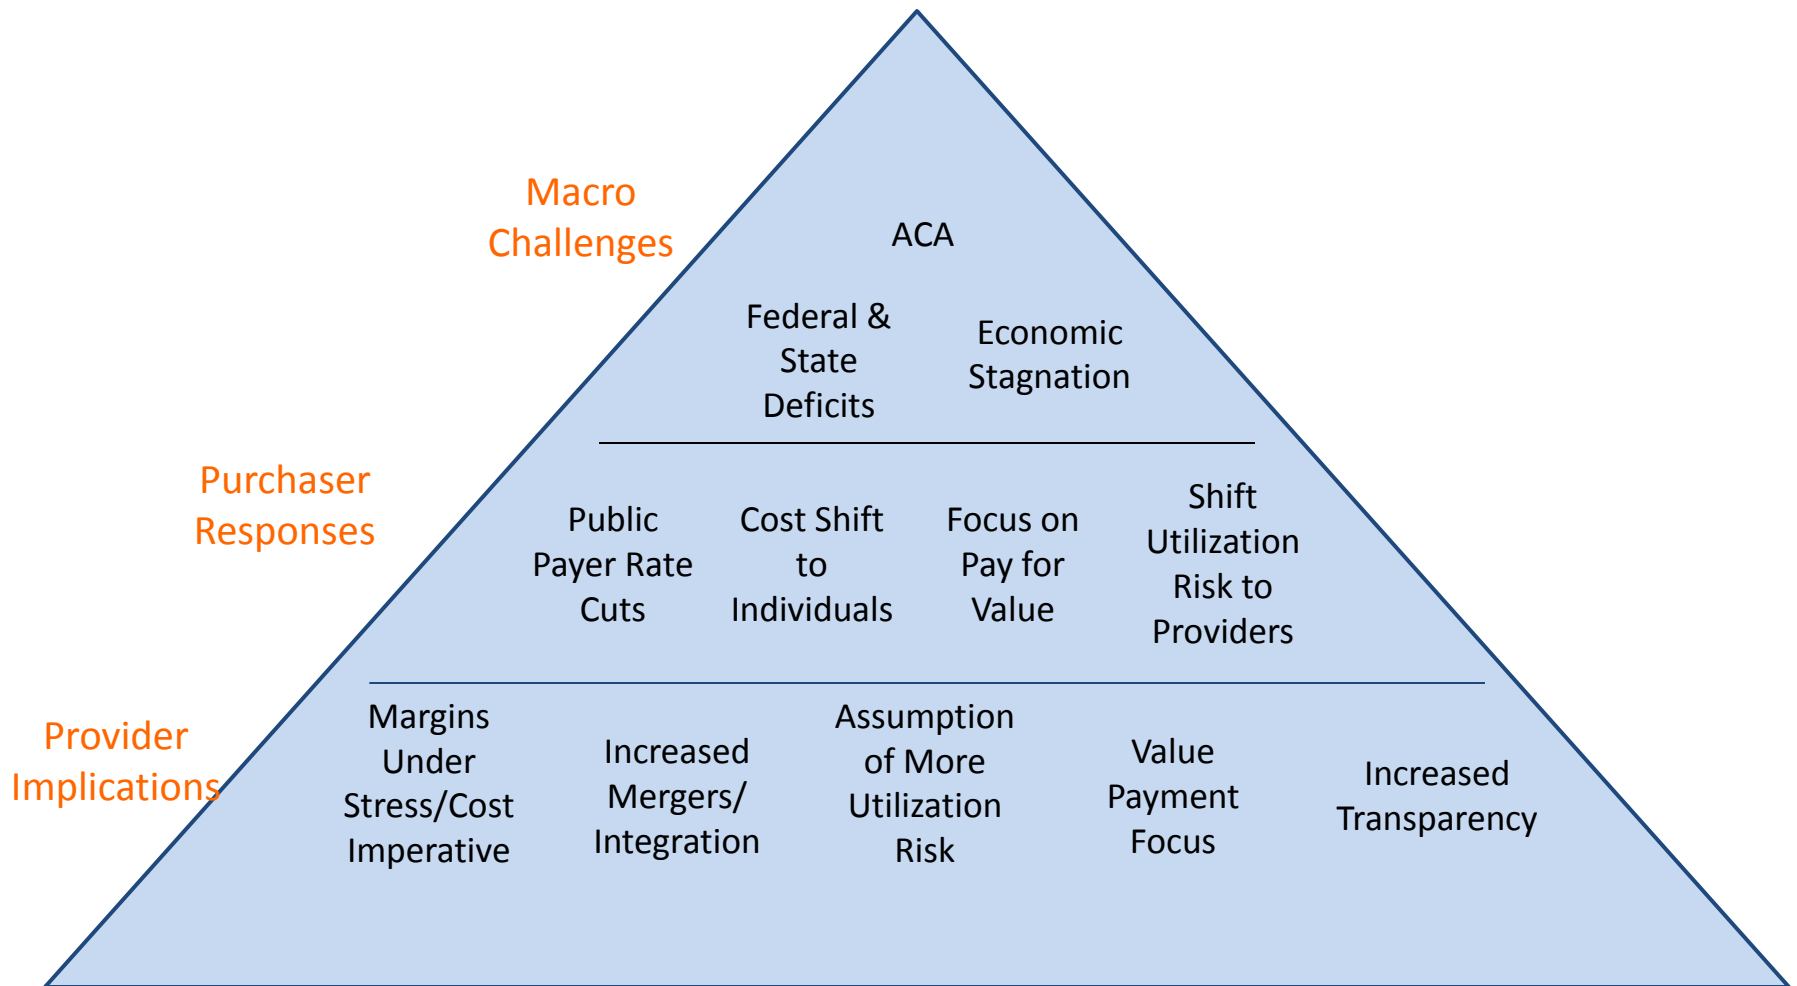 Macro
Challenges
ACA
Federal &
State
Deficits
Economic
Stagnation
Purchaser
Responses
Public
Payer Rate
Cuts
Cost Shift
to
Individuals
Focus on
Pay for
Value
Shift
Utilization
Risk to
Providers
Provider
Implications
Margins
Under
Stress/Cost
Imperative
Increased
Mergers/
Integration
Assumption
of More
Utilization
Risk
Value
Payment
Focus
Increased
Transparency